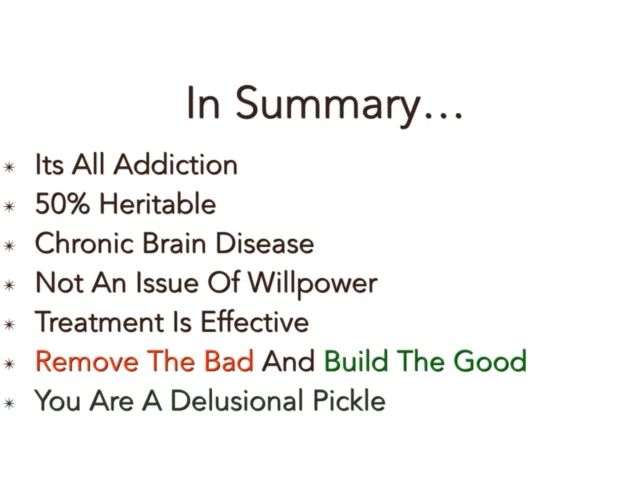 In Summary...
Its All Addiction
50% Heritable
Chronic Brain Disease
Not An Issue Of Willpower
Treatment Is Effective
Remove The Bad And Build The Good
You Are A Delusional Pickle